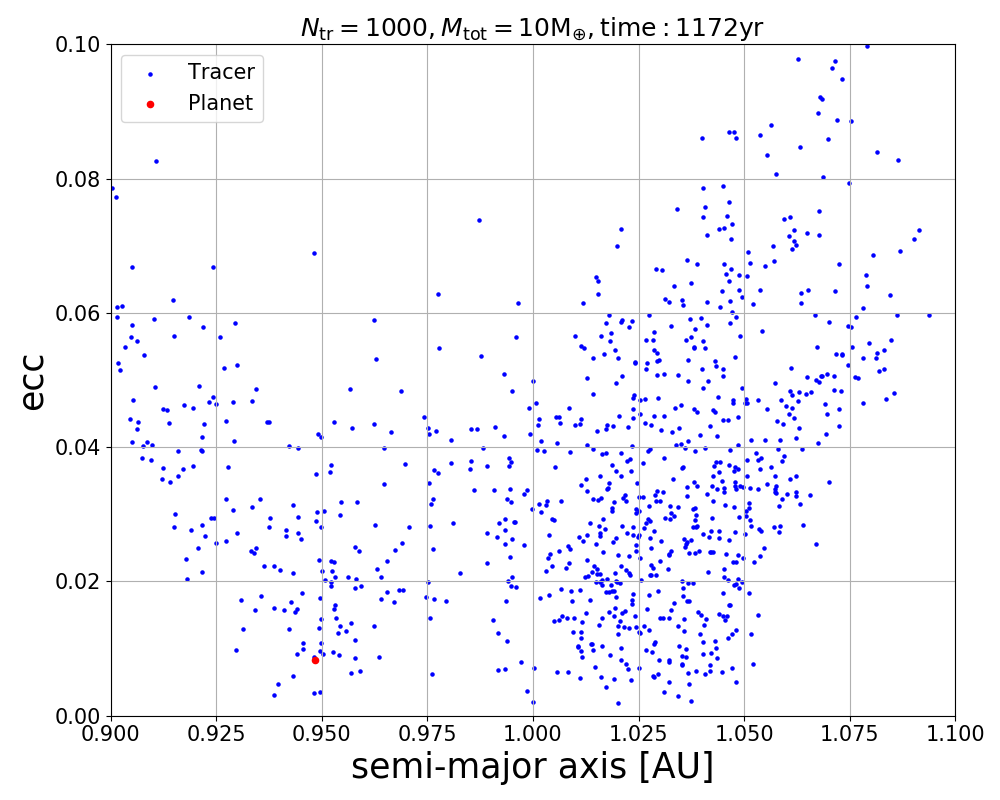 N_tr = 1000, M_tot = 10M_⊕, time : 1172yr
Tracer
Planet
0.10
0.08
0.06
0.04
0.02
0.00
ecc
0.900 0.925 0.950 0.975 1.000 1.025 1.050 1.075 1.100
semi-major axis [AU]